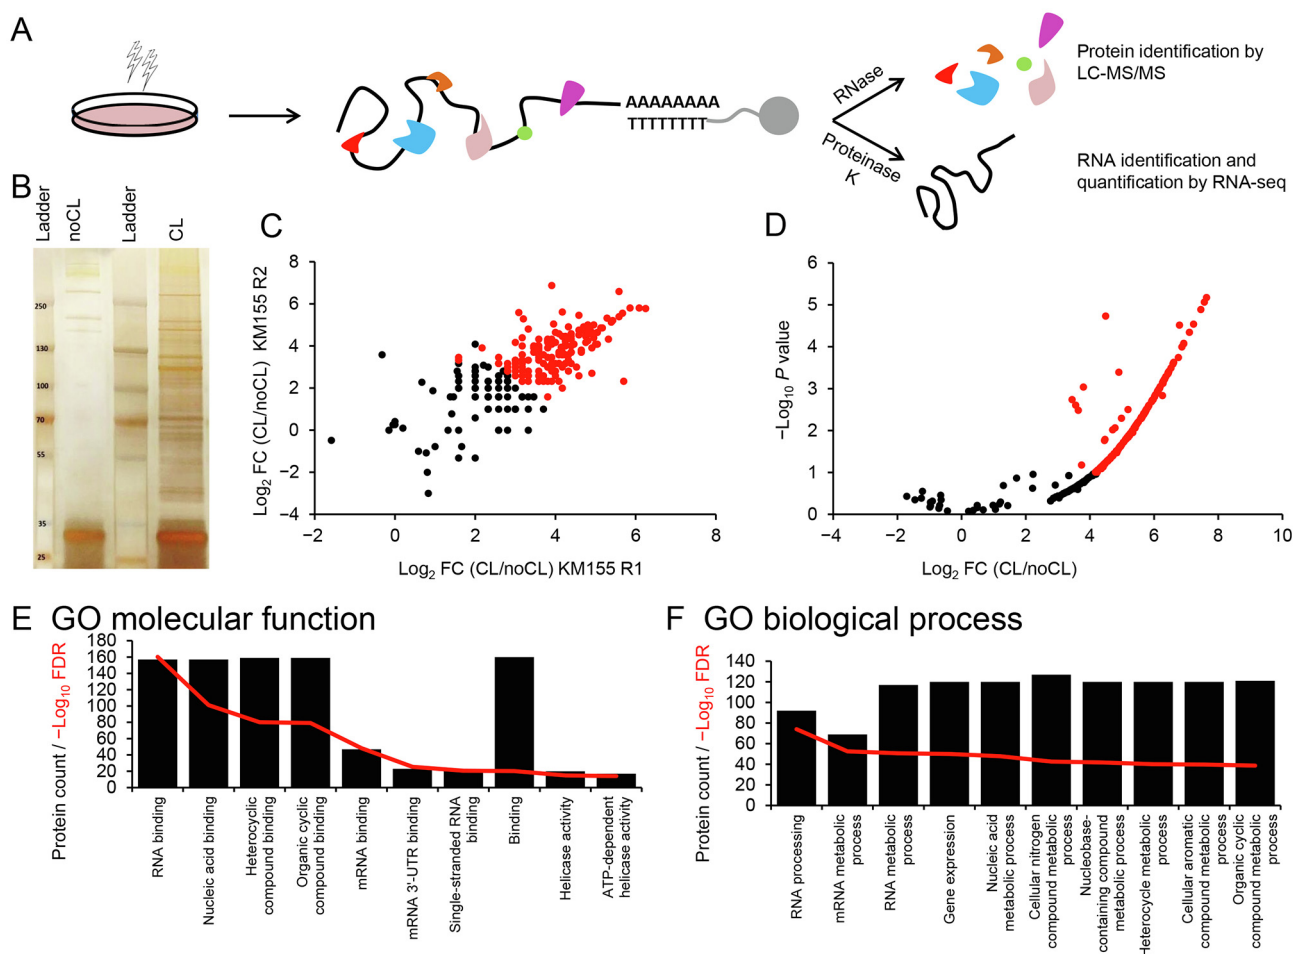 A
AAAAAAAA
TTTTTTTT
RNase
Proteinase
K
Protein identification by
LC-MS/MS
RNA identification and
quantification by RNA-seq
B
Ladder
noCL
Ladder
CL
250
130
100
70
55
35
25
C
Log2 FC (CL/noCL) KM155 R2
8
6
4
2
0
−2
−4
−2
0
2
4
6
8
Log2 FC (CL/noCL) KM155 R1
D
−Log10 P value
6
5
4
3
2
1
0
−4
−2
0
2
4
6
8
10
Log2 FC (CL/noCL)
E GO molecular function
Protein count / −Log10 FDR
180
160
140
120
100
80
60
40
20
0
RNA binding
Nucleic acid binding
Heterocyclic
compound binding
Organic cyclic
compound binding
mRNA binding
mRNA 3'-UTR binding
Single-stranded RNA
binding
Binding
Helicase activity
ATP-dependent
helicase activity
F GO biological process
Protein count / −Log10 FDR
140
120
100
80
60
40
20
0
RNA processing
mRNA metabolic
process
RNA metabolic
process
Gene expression
Nucleic acid
metabolic process
Cellular nitrogen
compound metabolic
process
Nucleobase-
containing compound
metabolic process
Heterocycle metabolic
process
Cellular aromatic
compound metabolic
process
Organic cyclic
compound metabolic
process